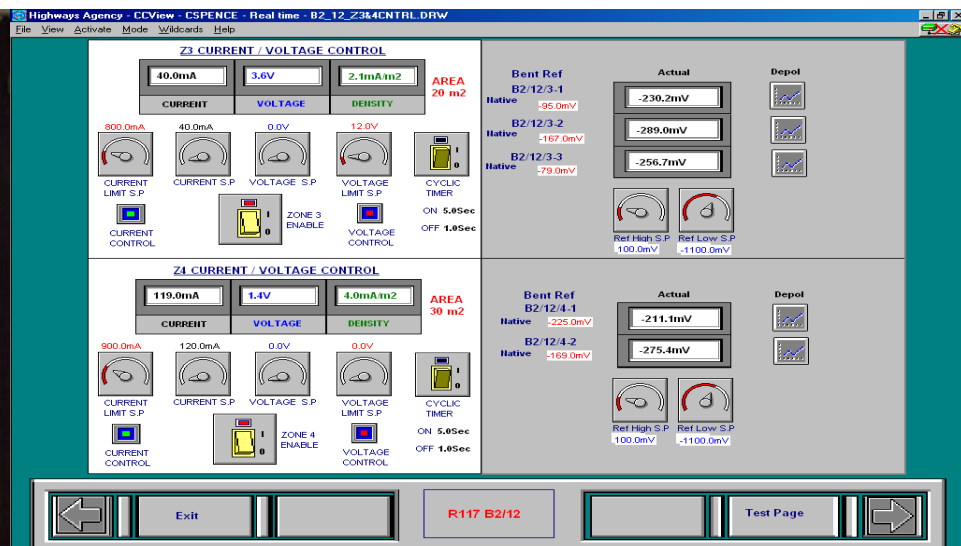 Highways Agency - CCView - CSPENCE - Real time - B2_12_Z3&4CNTRL.DRW
File View Activate Mode Wildcards Help
Z3 CURRENT / VOLTAGE CONTROL
40.0mA 3.6V 2.1mA/m2
CURRENT VOLTAGE DENSITY
AREA
20 m2
800.0mA 40.0mA 0.0V 12.0V
CURRENT LIMIT S.P
CURRENT S.P
VOLTAGE S.P
VOLTAGE LIMIT S.P
CYCLIC TIMER
I
0
CURRENT CONTROL
I
0
ZONE 3 ENABLE
VOLTAGE CONTROL
ON 5.0Sec
OFF 1.0Sec
Bent Ref Actual Depol
B2/12/3-1
Native -95.0mV
-230.2mV
B2/12/3-2
Native -167.0mV
-289.0mV
B2/12/3-3
Native -79.0mV
-256.7mV
Ref High S.P Ref Low S.P
100.0mV -1100.0mV
Z4 CURRENT / VOLTAGE CONTROL
119.0mA 1.4V 4.0mA/m2
CURRENT VOLTAGE DENSITY
AREA
30 m2
900.0mA 120.0mA 0.0V 0.0V
CURRENT LIMIT S.P
CURRENT S.P
VOLTAGE S.P
VOLTAGE LIMIT S.P
CYCLIC TIMER
I
0
CURRENT CONTROL
I
0
ZONE 4 ENABLE
VOLTAGE CONTROL
ON 5.0Sec
OFF 1.0Sec
Bent Ref Actual Depol
B2/12/4-1
Native -225.0mV
-211.1mV
B2/12/4-2
Native -169.0mV
-275.4mV
Ref High S.P Ref Low S.P
100.0mV -1100.0mV
Exit
R117 B2/12
Test Page